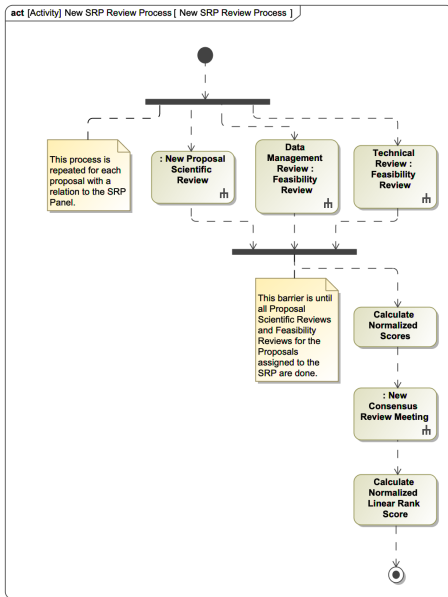 act [Activity] New SRP Review Process [ New SRP Review Process ]
This process is
repeated for each
proposal with a
relation to the SRP
Panel.
: New Proposal
Scientific
Review
Data
Management
Review :
Feasibility
Review
Technical
Review :
Feasibility
Review
This barrier is until
all Proposal
Scientific Reviews
and Feasibility
Reviews for the
Proposals
assigned to the
SRP are done.
Calculate
Normalized
Scores
: New
Consensus
Review Meeting
Calculate
Normalized
Linear Rank
Score